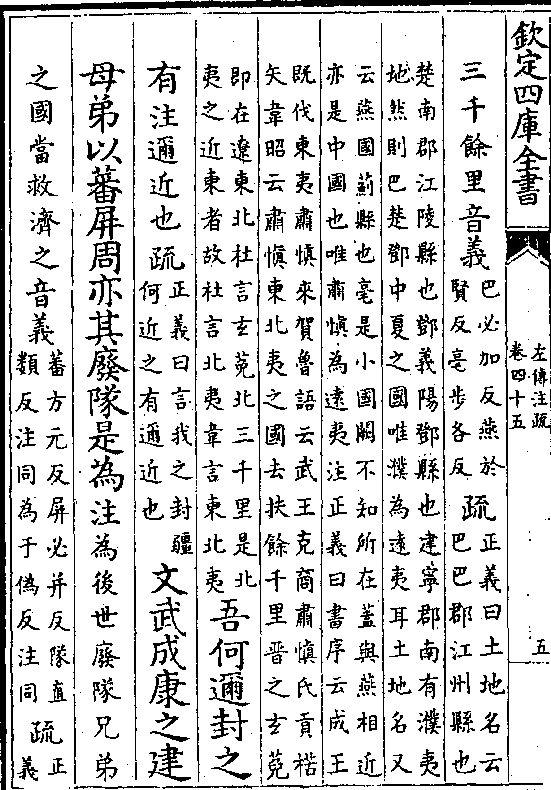 欽定四庫全書
左傳注疏
卷四十五
五
三千餘里音義
巴必加反燕於
賢反亳步各反
疏
正義曰土地名云
巴巴郡江州縣也
楚南郡江陵縣也鄧義陽鄧縣也建寧郡南有濮夷
地然則巴楚鄧中夏之國唯濮為遠夷耳土地名又
云燕國薊縣也亳是小國闕不知所在蓋與燕相近
亦是中國也唯肅慎為遠夷注正義曰書序云成王
既伐東夷肅慎來賀魯語云武王克商肅慎氏貢楛
矢韋昭云肅慎東北夷之國去扶餘千里晉之玄菟
即在遼東北杜言玄菟北三千里是北
夷之近東者故杜言北夷韋言東北夷
吾何邇封之
有注邇近也疏
正義曰言我之封疆
何近之有邇近也
文武成康之建
母弟以蕃屏周亦其廢隊是為注為後世廢隊兄弟
之國當救濟之音義
蕃方元反屏必并反隊直
類反注同為于偽反注同
疏
正
義